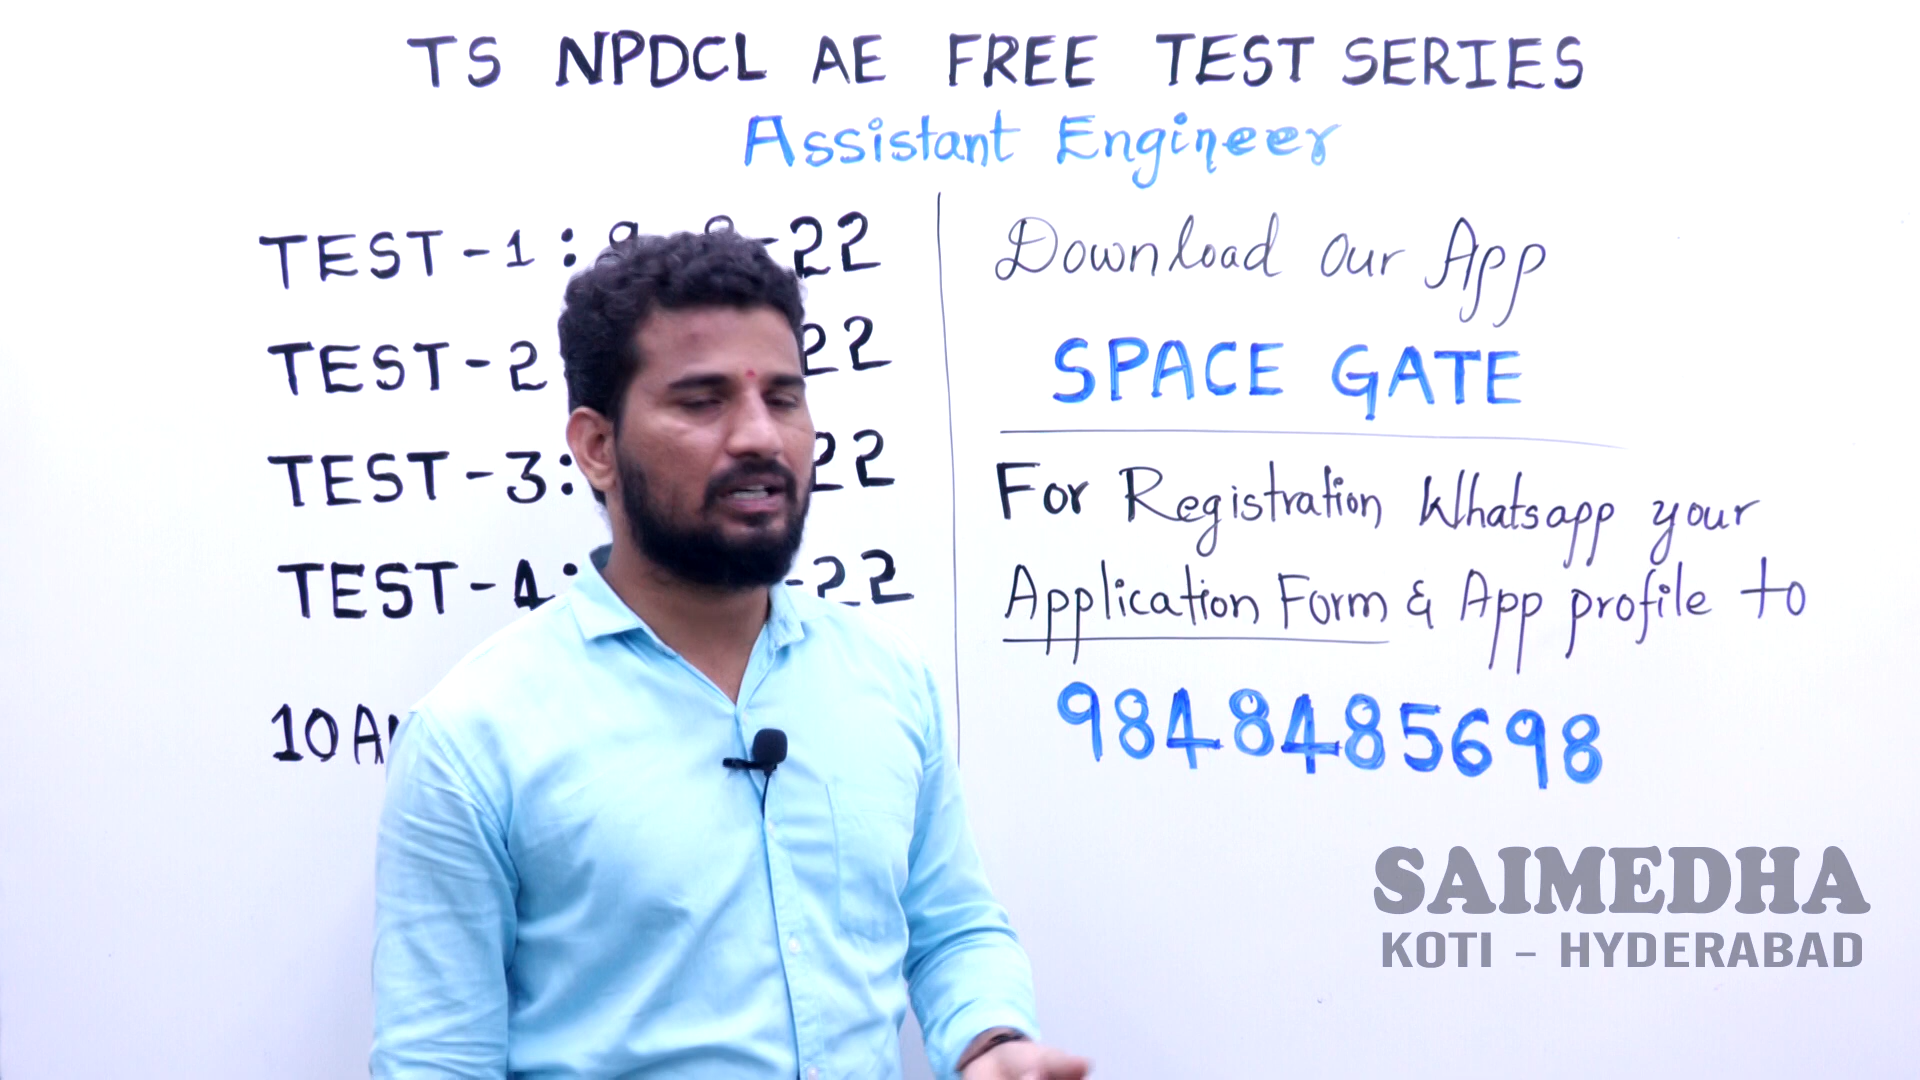 TS NPDCL AE FREE TEST SERIES
Assistant Engineer
TEST-1: -22
TEST-2 22
TEST-3: 22
TEST-4: -22
10 AM
Download Our App
SPACE GATE
For Registration Whatsapp your
Application Form & App profile to
9848485698
SAIMEDHA
KOTI - HYDERABAD